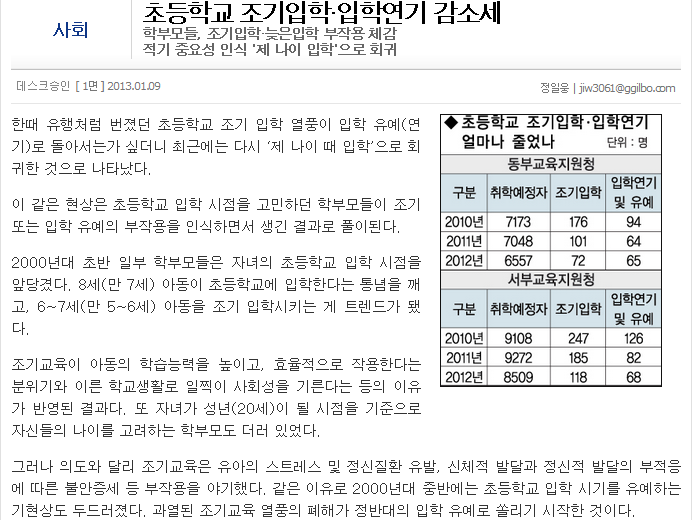 사회
초등학교 조기입학·입학연기 감소세
학부모들, 조기입학·늦은입학 부작용 체감
적기 중요성 인식 '제 나이 입학'으로 회귀
데스크승인 [ 1면 ] 2013.01.09
정일웅 | jiw3061@ggilbo.com
한때 유행처럼 번졌던 초등학교 조기 입학 열풍이 입학 유예(연
기)로 돌아서는가 싶더니 최근에는 다시 '제 나이 때 입학'으로 회
귀한 것으로 나타났다.
이 같은 현상은 초등학교 입학 시점을 고민하던 학부모들이 조기
또는 입학 유예의 부작용을 인식하면서 생긴 결과로 풀이된다.
2000년대 초반 일부 학부모들은 자녀의 초등학교 입학 시점을
앞당겼다. 8세(만 7세) 아동이 초등학교에 입학한다는 통념을 깨
고, 6~7세(만 5~6세) 아동을 조기 입학시키는 게 트렌드가 됐
다.
조기교육이 아동의 학습능력을 높이고, 효율적으로 작용한다는
분위기와 이른 학교생활로 일찍이 사회성을 기른다는 등의 이유
가 반영된 결과다. 또 자녀가 성년(20세)이 될 시점을 기준으로
자신들의 나이를 고려하는 학부모도 더러 있었다.
그러나 의도와 달리 조기교육은 유아의 스트레스 및 정신질환 유발, 신체적 발달과 정신적 발달의 부적응
에 따른 불안증세 등 부작용을 야기했다. 같은 이유로 2000년대 중반에는 초등학교 입학 시기를 유예하는
기현상도 두드러졌다. 과열된 조기교육 열풍의 폐해가 정반대의 입학 유예로 쏠리기 시작한 것이다.
◆ 초등학교 조기입학·입학연기
얼마나 줄었나 단위 : 명
동부교육지원청
구분 취학예정자 조기입학 입학연기 및 유예
2010년 7173 176 94
2011년 7048 101 64
2012년 6557 72 65
서부교육지원청
구분 취학예정자 조기입학 입학연기 및 유예
2010년 9108 247 126
2011년 9272 185 82
2012년 8509 118 68